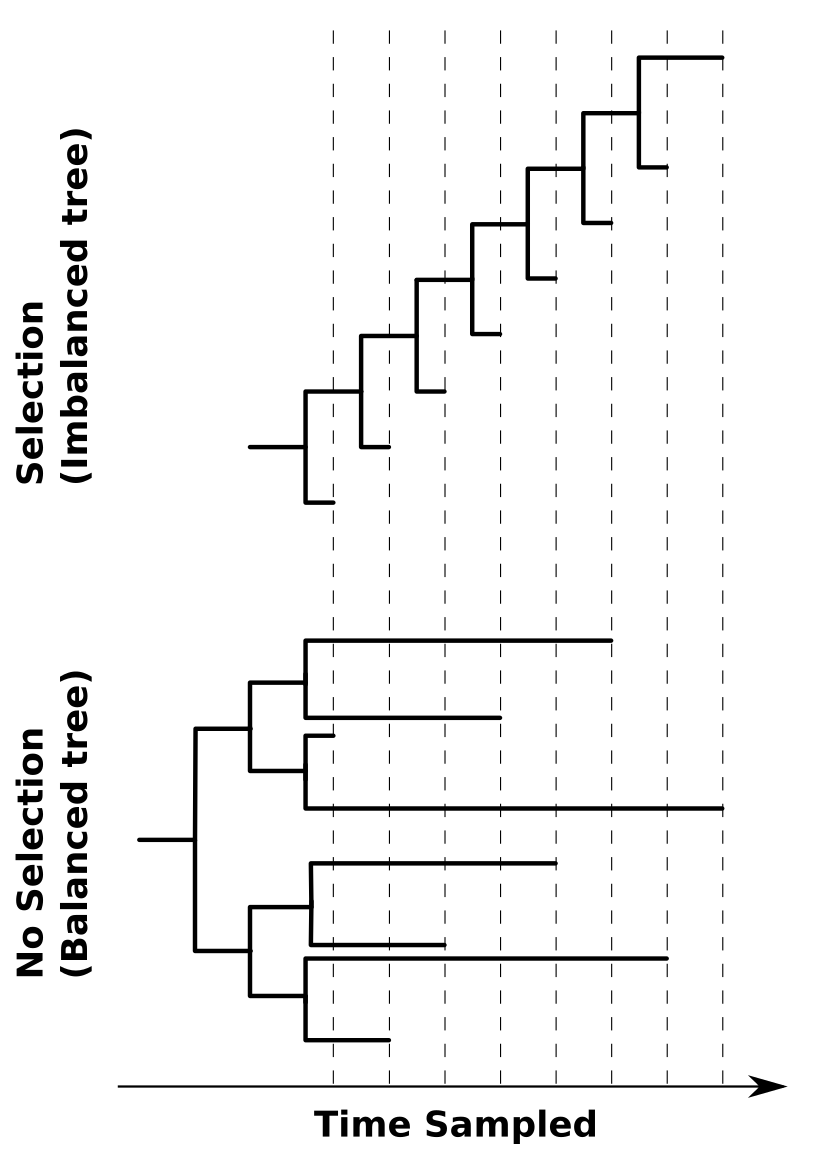 Selection
(Imbalanced tree)
No Selection
(Balanced tree)
Time Sampled